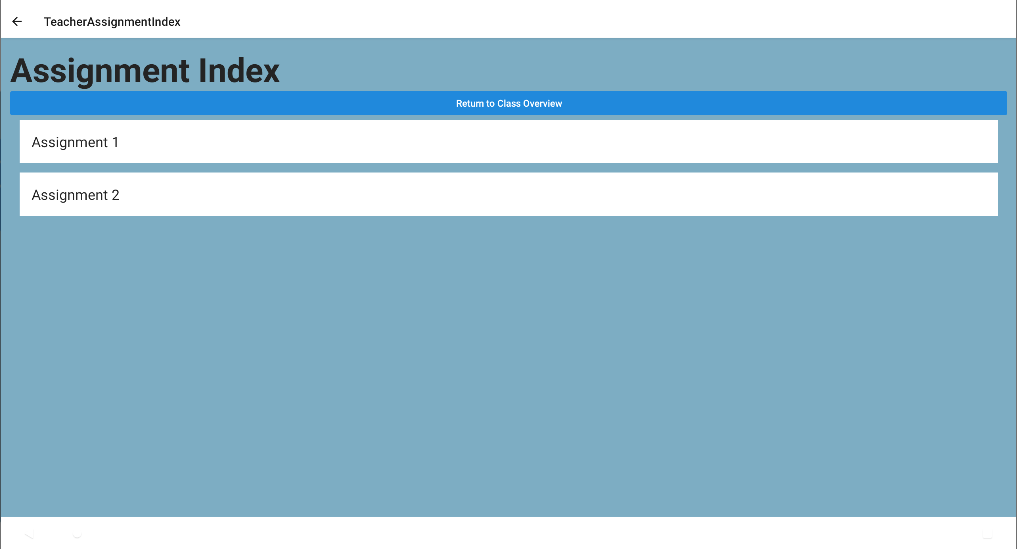 TeacherAssignmentIndex
Assignment Index
Return to Class Overview
Assignment 1
Assignment 2